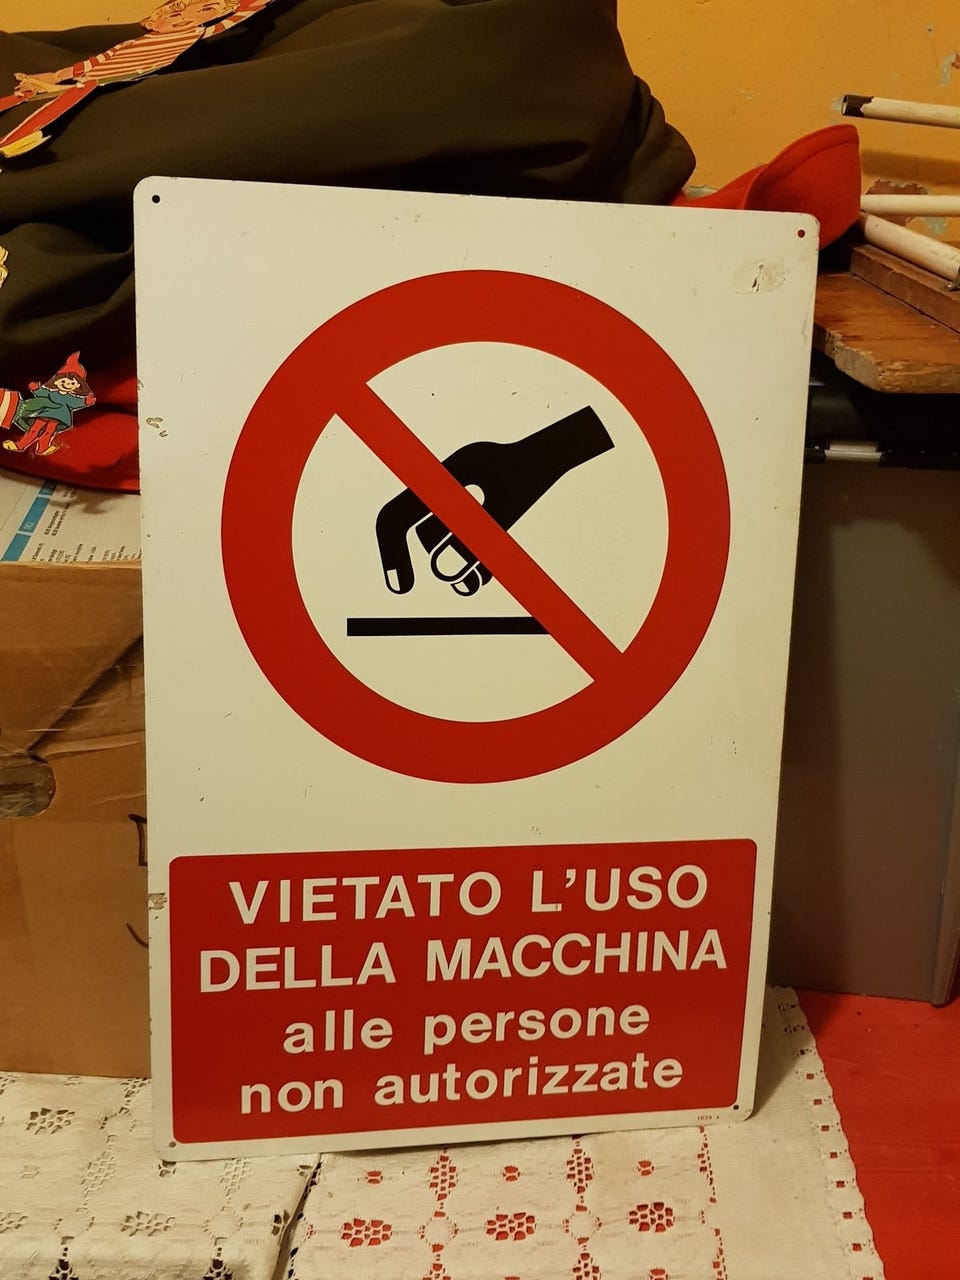 VIETATO L'USO
DELLA MACCHINA
alle persone
non autorizzate